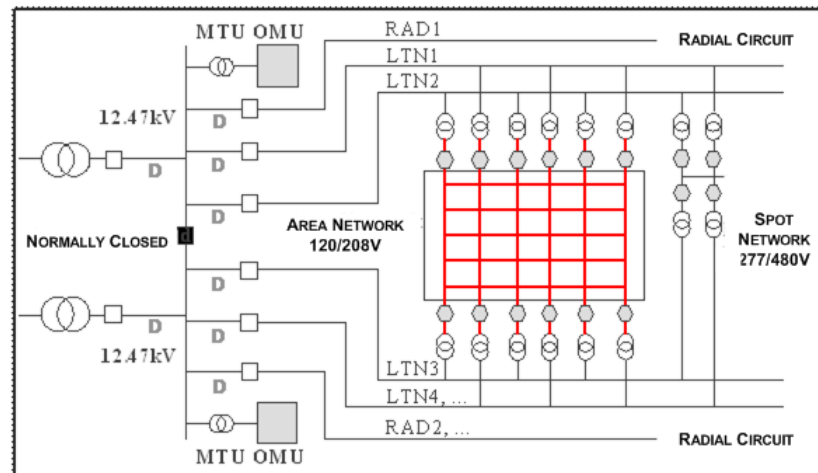 MTU OMU
RAD1
RADIAL CIRCUIT
LTN1
LTN2
12.47kV
D
D
D
D
AREA NETWORK
120/208V
SPOT
NETWORK
277/480V
NORMALLY CLOSED
d
D
D
D
D
12.47kV
LTN3
LTN4, ...
RAD2, ...
RADIAL CIRCUIT
MTU OMU